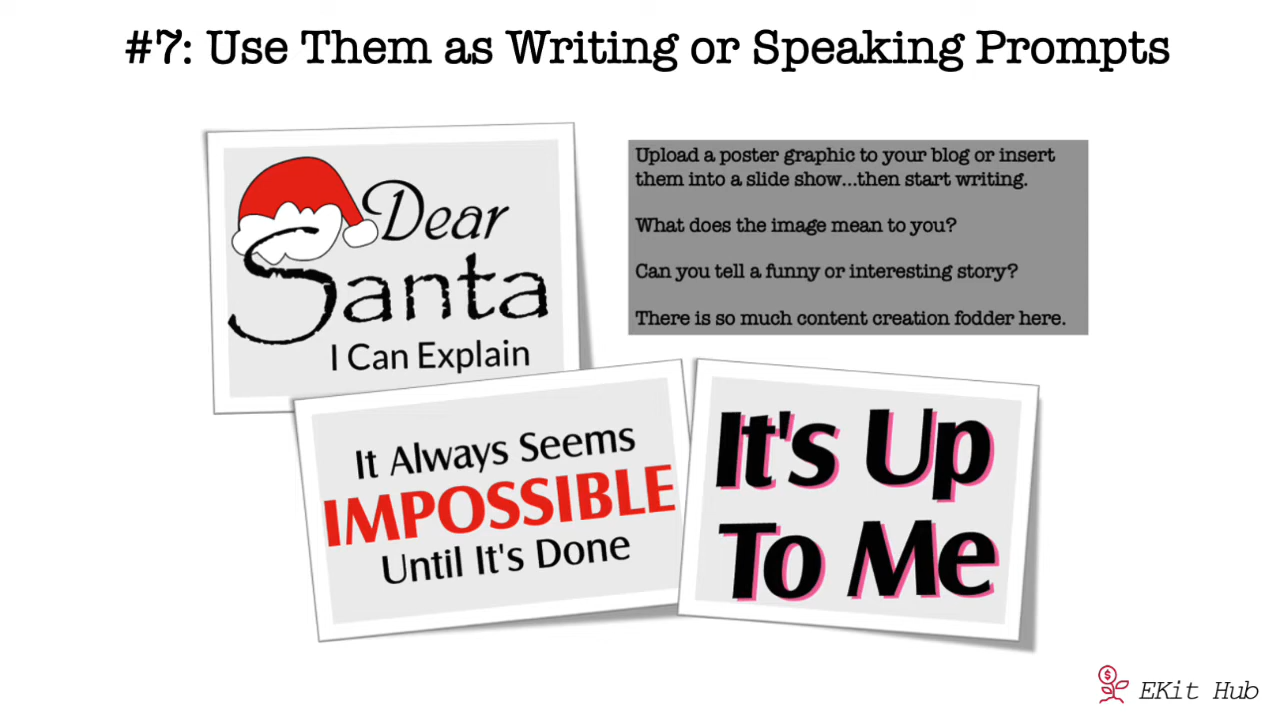 #7: Use Them as Writing or Speaking Prompts
Dear
Santa
I Can Explain
Upload a poster graphic to your blog or insert
them into a slide show...then start writing.
What does the image mean to you?
Can you tell a funny or interesting story?
There is so much content creation fodder here.
It Always Seems
IMPOSSIBLE
Until It's Done
It's Up
To Me
$
EKit Hub